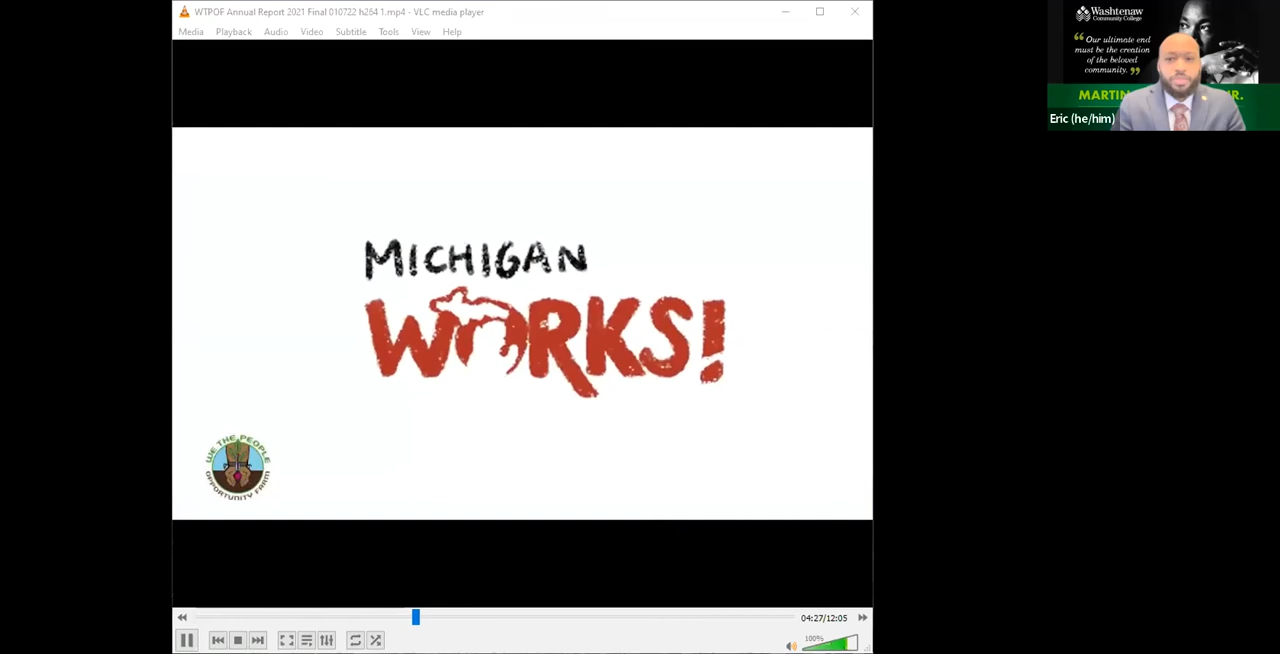 WTPOF Annual Report 2021 Final 010722 h264 1.mp4 - VLC media player
Media Playback Audio Video Subtitle Tools View Help
MICHIGAN
WORKS!
WE THE PEOPLE
OPPORTUNITY FARM
04:27/12:05
100%
Washtenaw
Community College
“Our ultimate end
must be the creation
of the beloved
community.”
MARTIN R.
Eric (he/him)